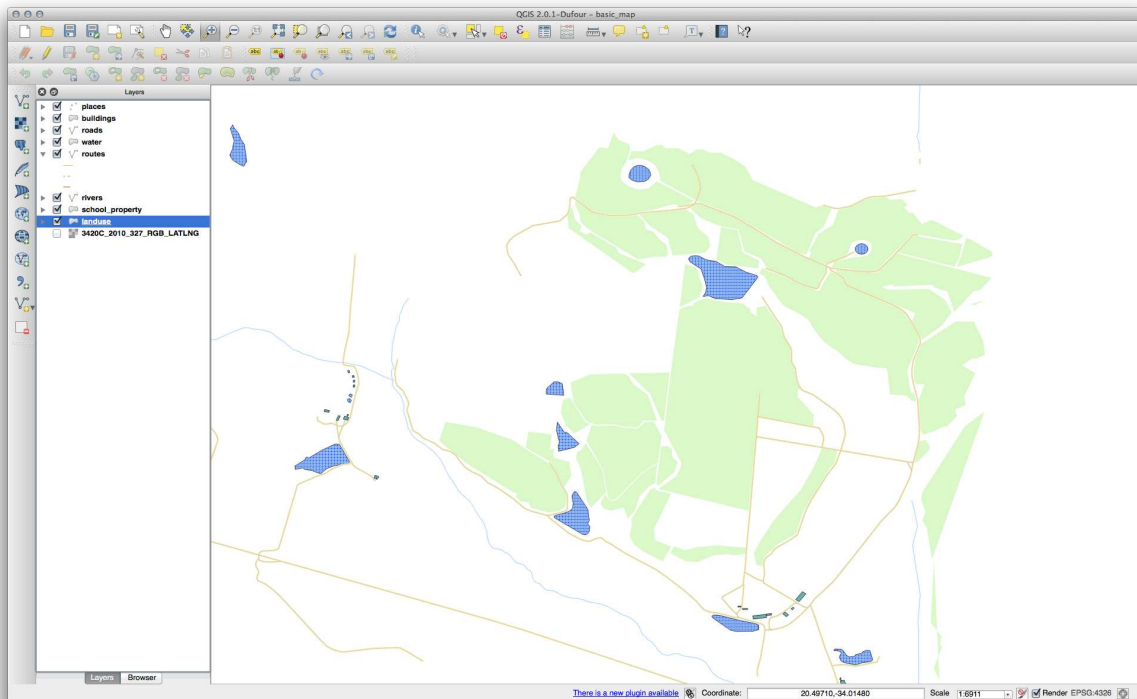 QGIS 2.0.1-Dufour - basic_map
Layers
places
buildings
roads
water
routes
rivers
school_property
landuse
3420C_2010_327_RGB_LATLNG
Layers
Browser
There is a new plugin available
Coordinate:
20.49710,-34.01480
Scale
1:6911
Render
EPSG:4326